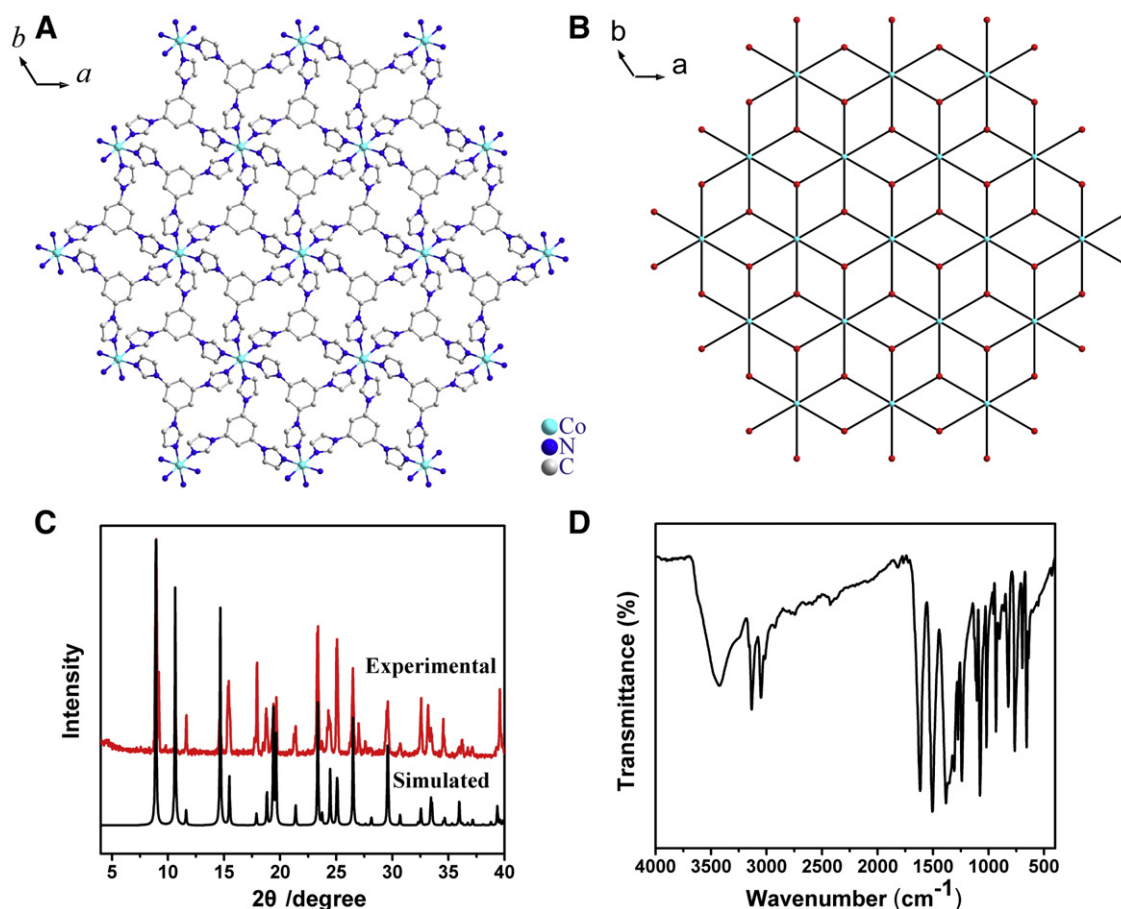 A
b
a
Co
N
C
B
b
a
C
Intensity
Experimental
Simulated
5 10 15 20 25 30 35 40
2θ /degree
D
Transmittance (%)
4000 3500 3000 2500 2000 1500 1000 500
Wavenumber (cm-1)